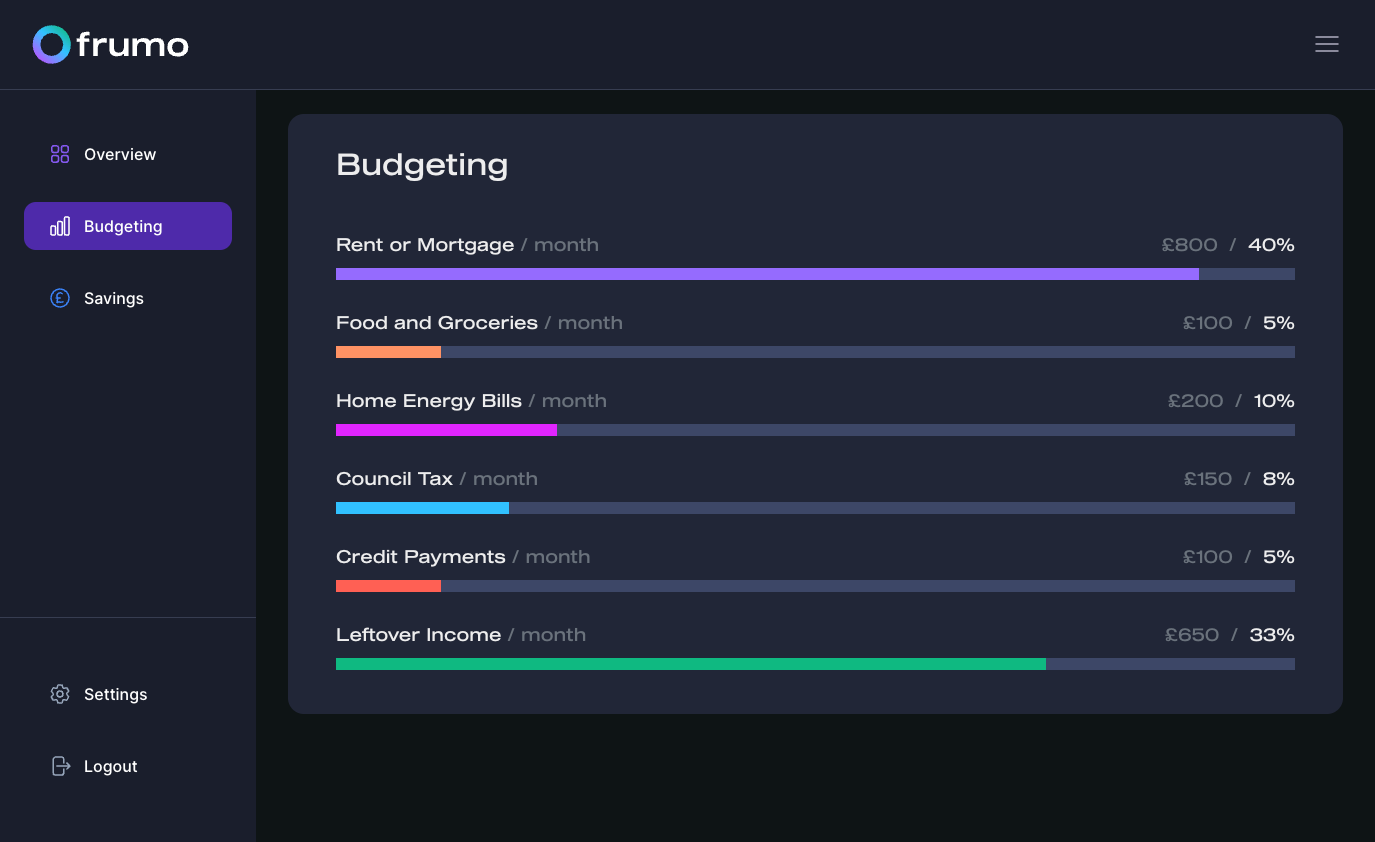 frumo
Overview
Budgeting
Savings
Settings
Logout
Budgeting
Rent or Mortgage / month £800 / 40%
Food and Groceries / month £100 / 5%
Home Energy Bills / month £200 / 10%
Council Tax / month £150 / 8%
Credit Payments / month £100 / 5%
Leftover Income / month £650 / 33%